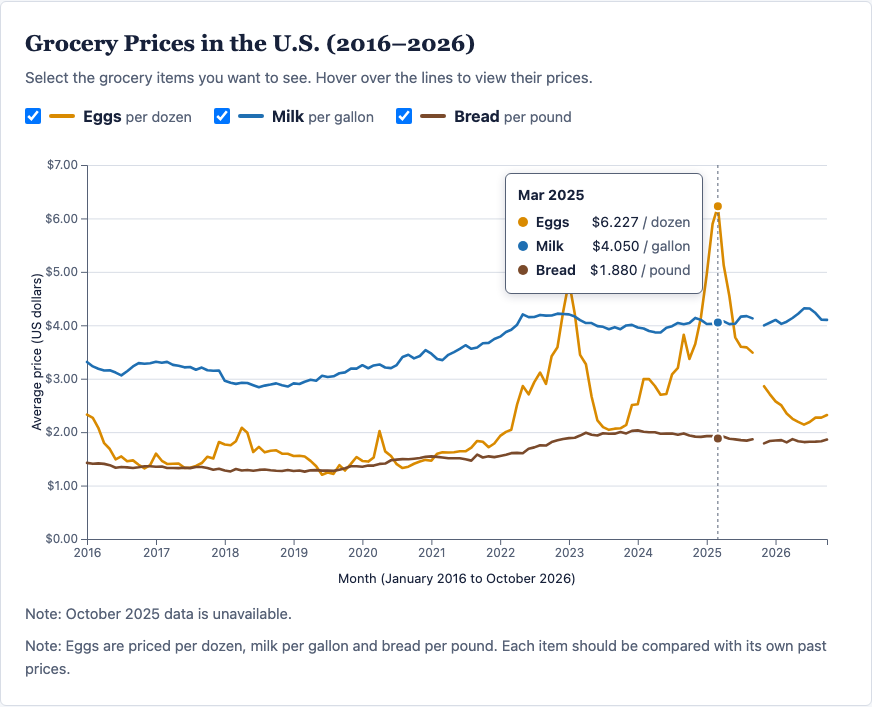 Grocery Prices in the U.S. (2016–2026)
Select the grocery items you want to see. Hover over the lines to view their prices.
Eggs per dozen
Milk per gallon
Bread per pound
Average price (US dollars)
$7.00
$6.00
$5.00
$4.00
$3.00
$2.00
$1.00
$0.00
Mar 2025
Eggs $6.227 / dozen
Milk $4.050 / gallon
Bread $1.880 / pound
2016 2017 2018 2019 2020 2021 2022 2023 2024 2025 2026
Month (January 2016 to October 2026)
Note: October 2025 data is unavailable.
Note: Eggs are priced per dozen, milk per gallon and bread per pound. Each item should be compared with its own past
prices.